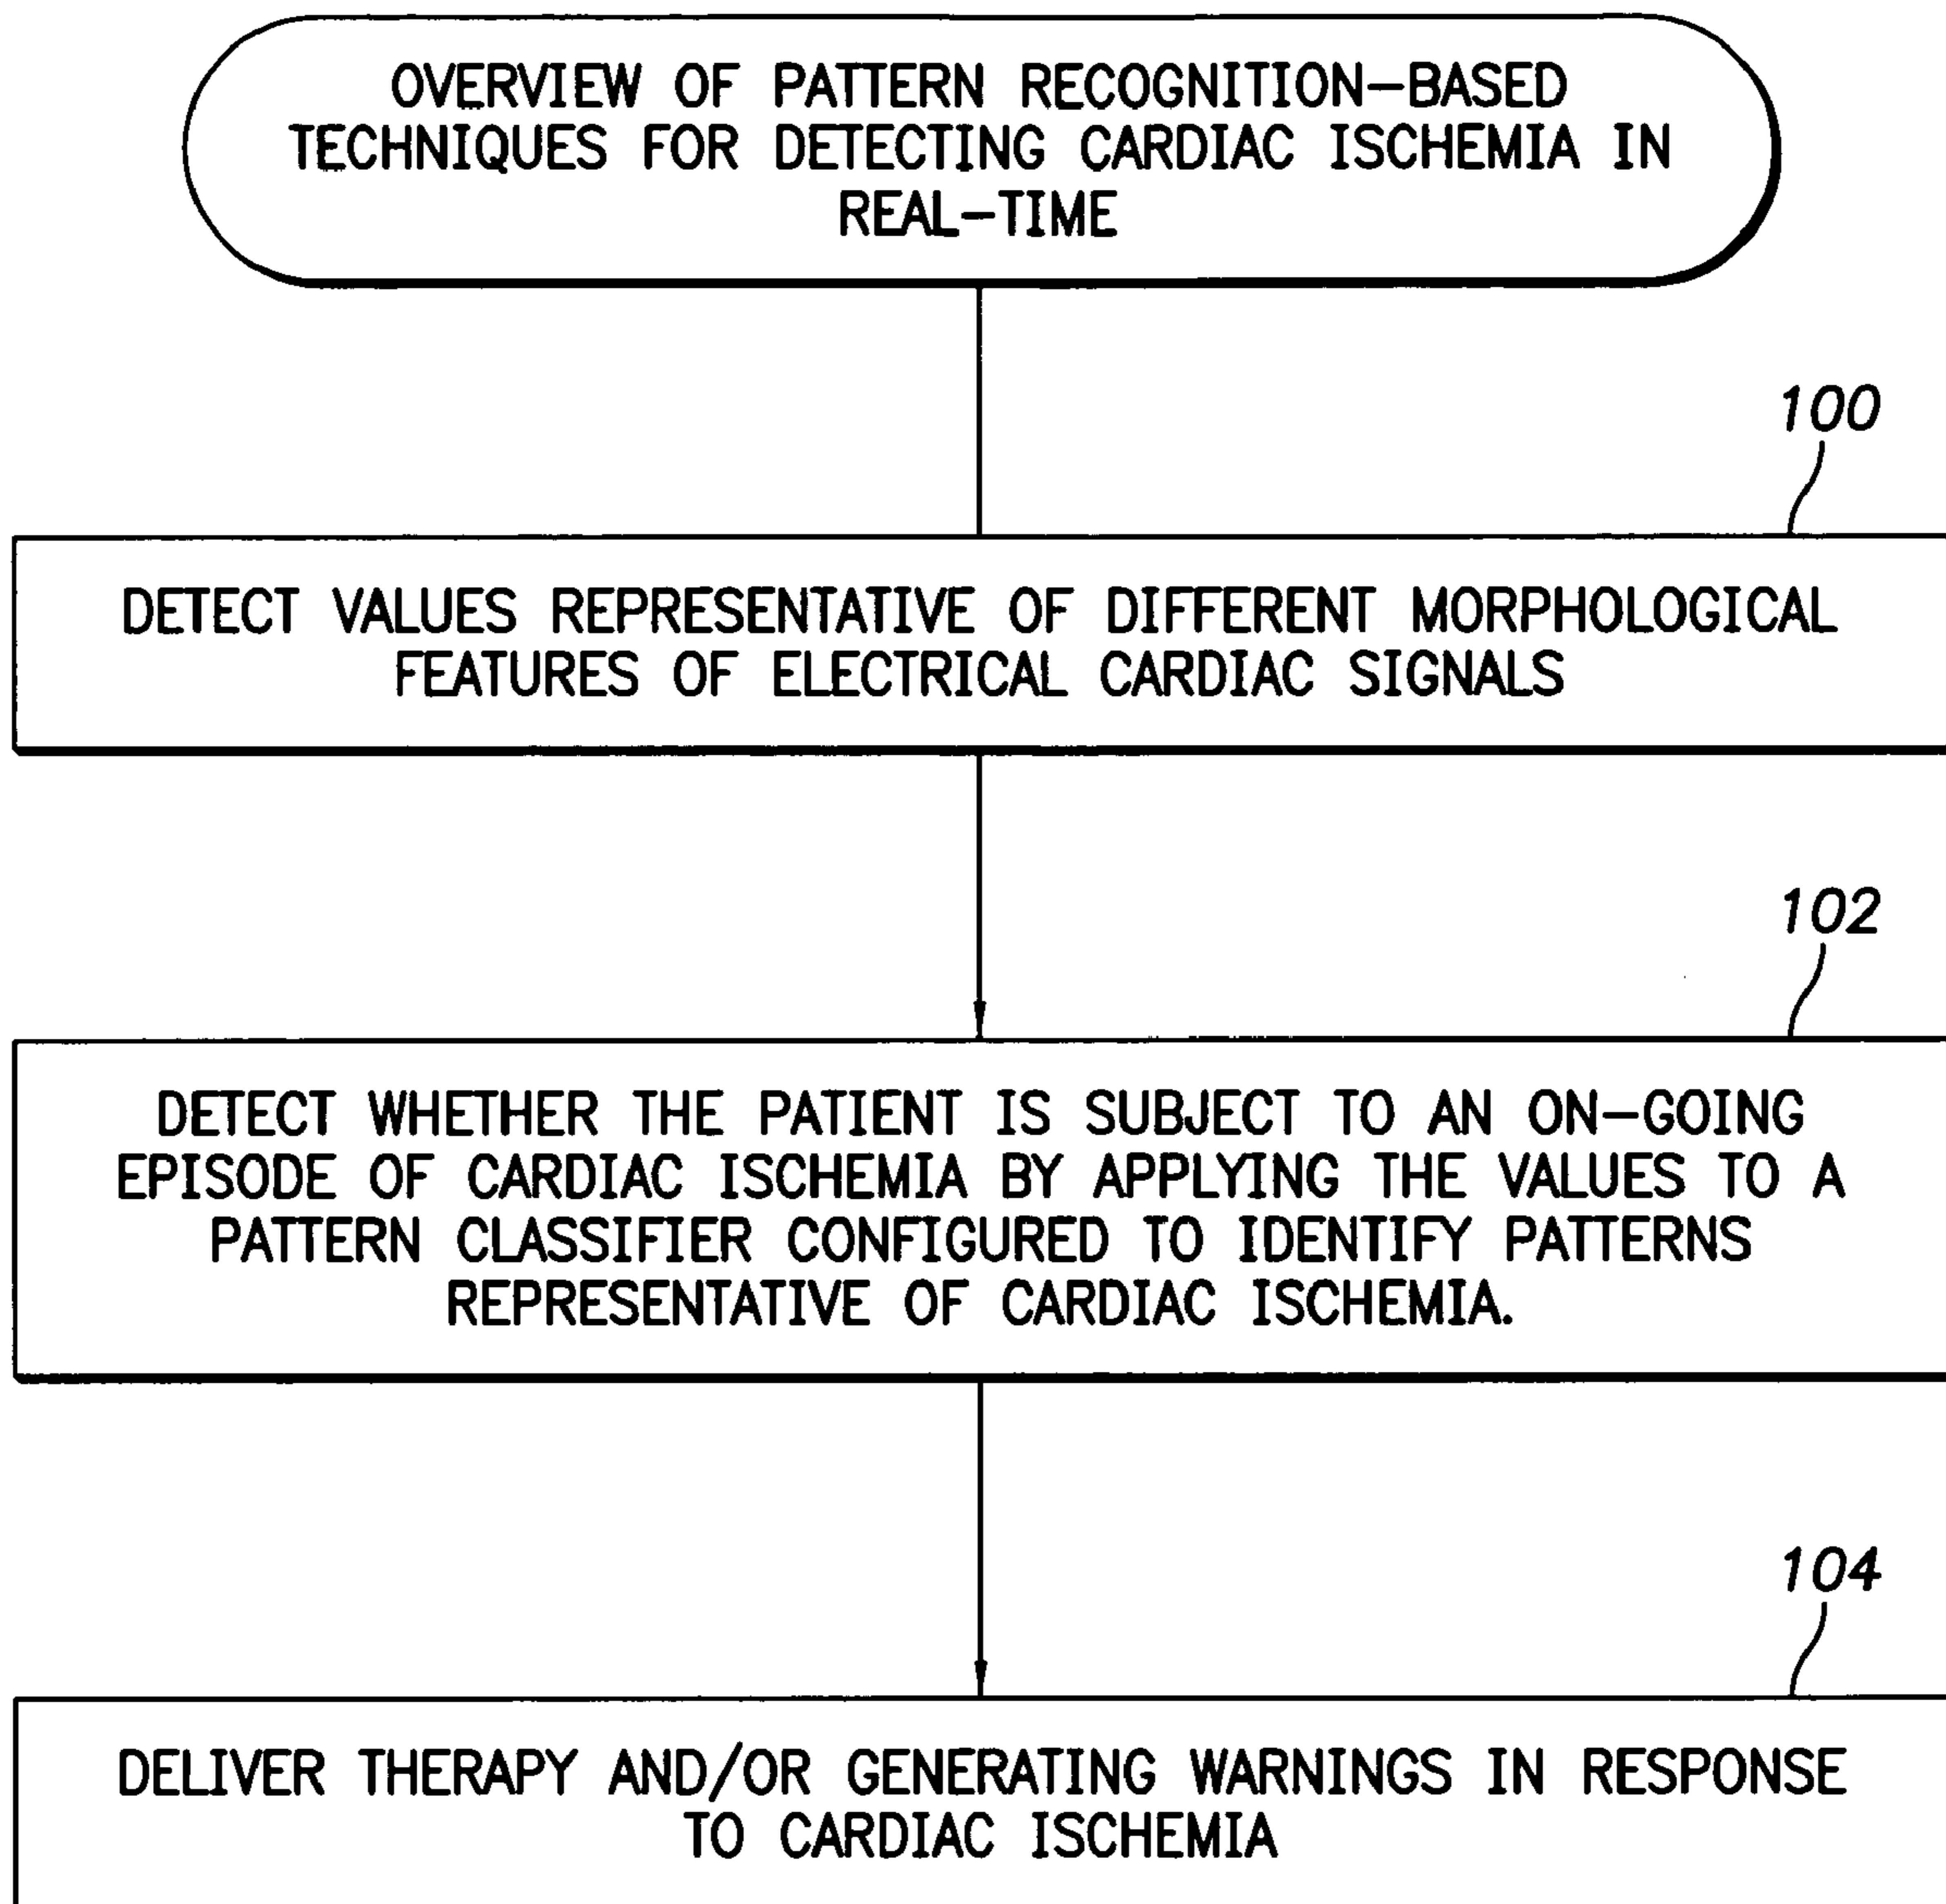 OVERVIEW OF PATTERN RECOGNITION-BASED
TECHNIQUES FOR DETECTING CARDIAC ISCHEMIA IN
REAL-TIME
100
DETECT VALUES REPRESENTATIVE OF DIFFERENT MORPHOLOGICAL
FEATURES OF ELECTRICAL CARDIAC SIGNALS
102
DETECT WHETHER THE PATIENT IS SUBJECT TO AN ON-GOING
EPISODE OF CARDIAC ISCHEMIA BY APPLYING THE VALUES TO A
PATTERN CLASSIFIER CONFIGURED TO IDENTIFY PATTERNS
REPRESENTATIVE OF CARDIAC ISCHEMIA.
104
DELIVER THERAPY AND/OR GENERATING WARNINGS IN RESPONSE
TO CARDIAC ISCHEMIA